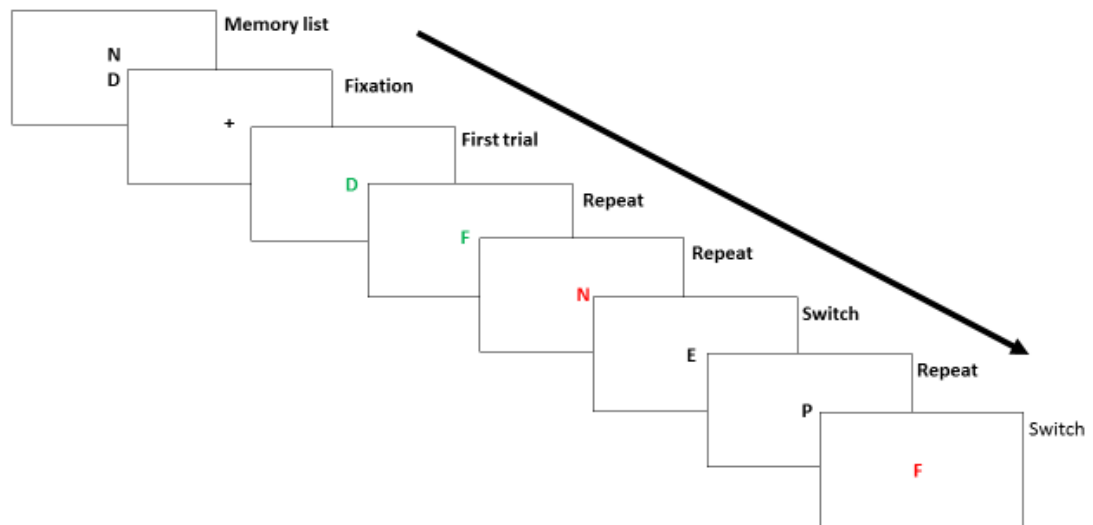 Memory list
N
D
Fixation
+
First trial
D
Repeat
F
Repeat
N
Switch
E
Repeat
P
Switch
F